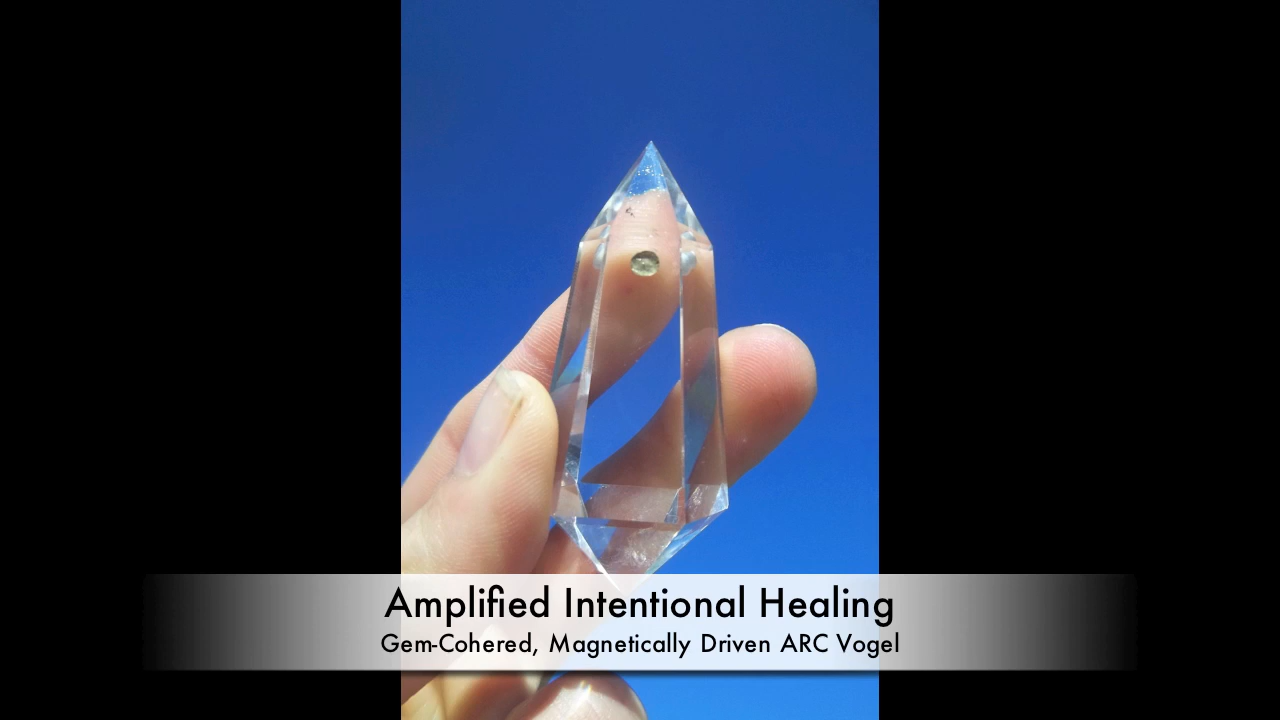 Amplified Intentional Healing
Gem-Cohered, Magnetically Driven ARC Vogel